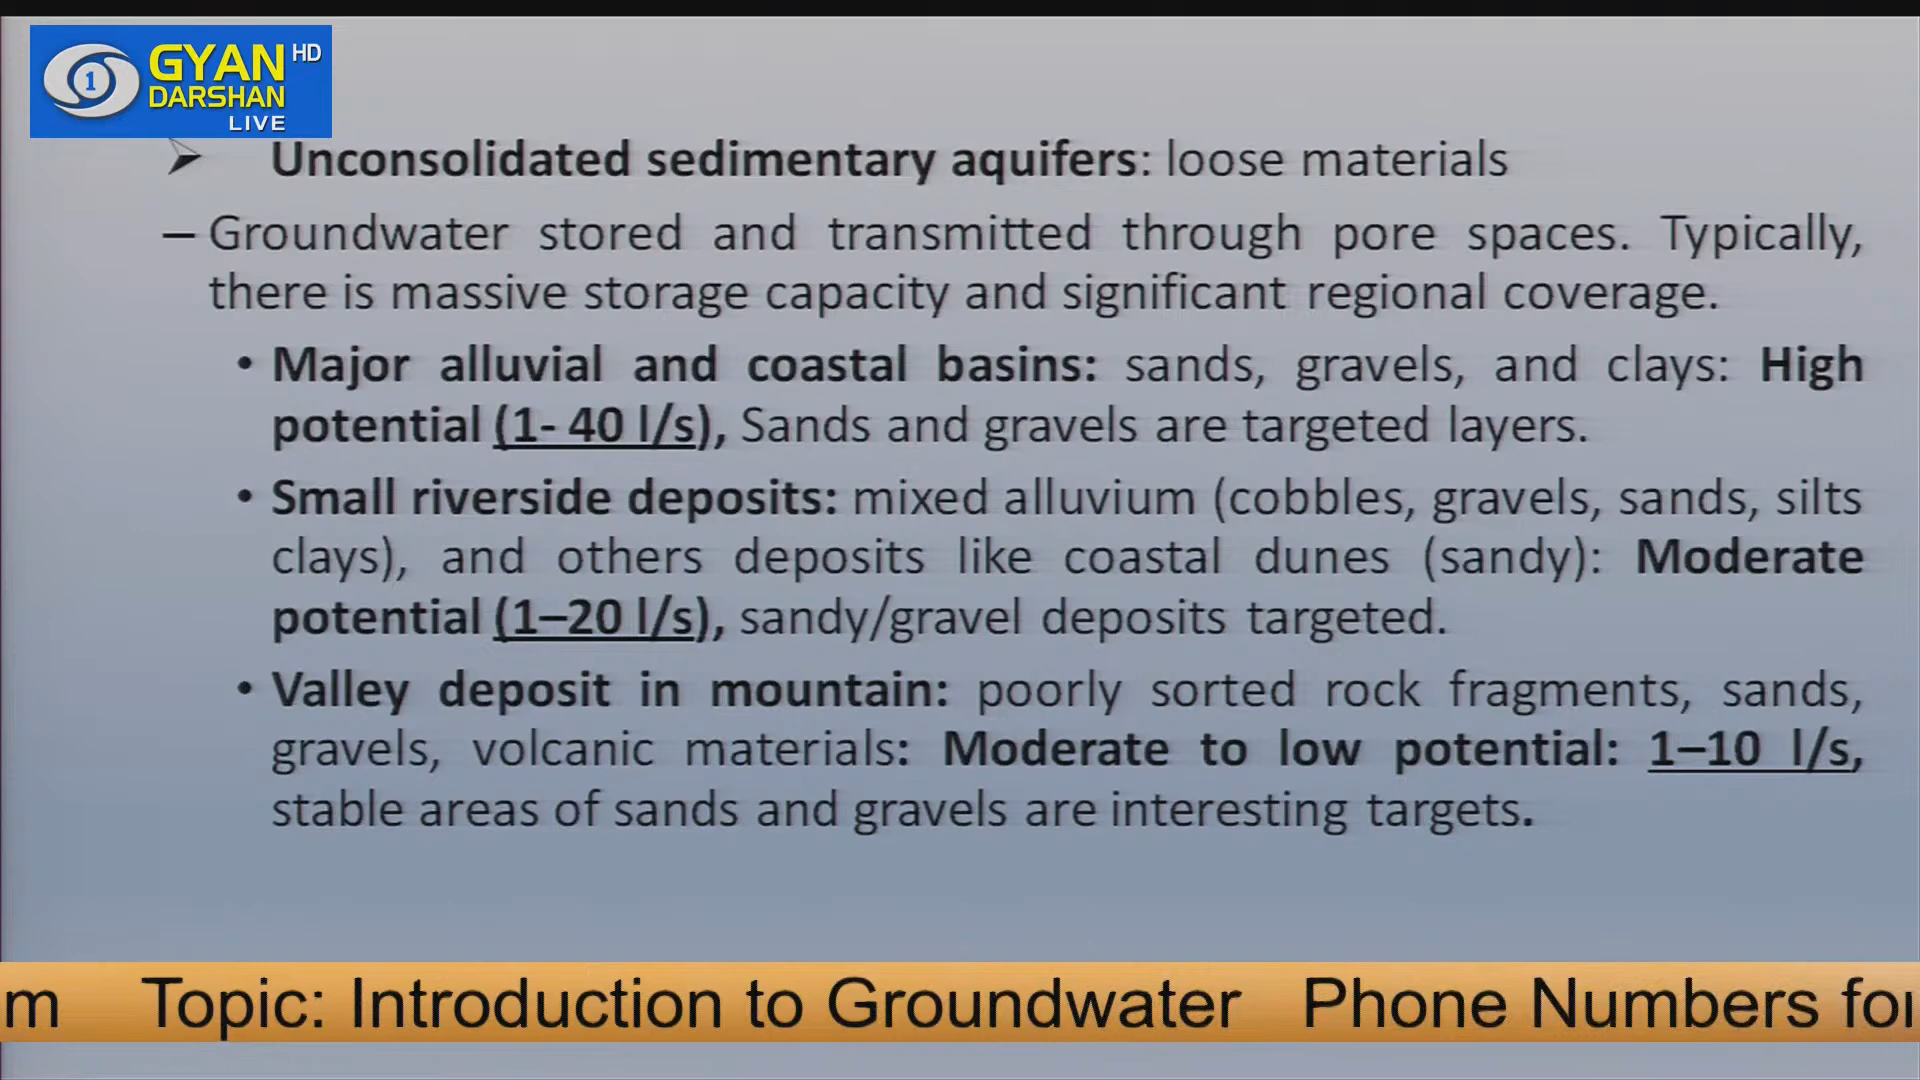 GYAN HD
DARSHAN
LIVE
1
➢ Unconsolidated sedimentary aquifers: loose materials
– Groundwater stored and transmitted through pore spaces. Typically,
there is massive storage capacity and significant regional coverage.
• Major alluvial and coastal basins: sands, gravels, and clays: High
potential (1- 40 l/s), Sands and gravels are targeted layers.
• Small riverside deposits: mixed alluvium (cobbles, gravels, sands, silts
clays), and others deposits like coastal dunes (sandy): Moderate
potential (1–20 l/s), sandy/gravel deposits targeted.
• Valley deposit in mountain: poorly sorted rock fragments, sands,
gravels, volcanic materials: Moderate to low potential: 1–10 l/s,
stable areas of sands and gravels are interesting targets.
m Topic: Introduction to Groundwater Phone Numbers for